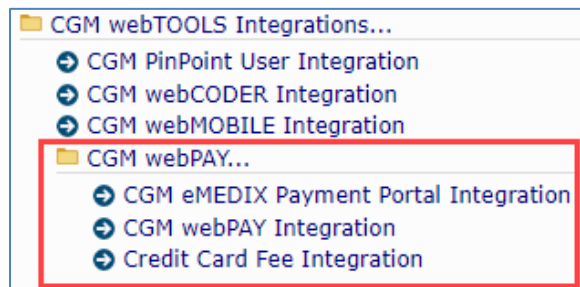 CGM webTOOLS Integrations...
CGM PinPoint User Integration
CGM webCODER Integration
CGM webMOBILE Integration
CGM webPAY...
CGM eMEDIX Payment Portal Integration
CGM webPAY Integration
Credit Card Fee Integration